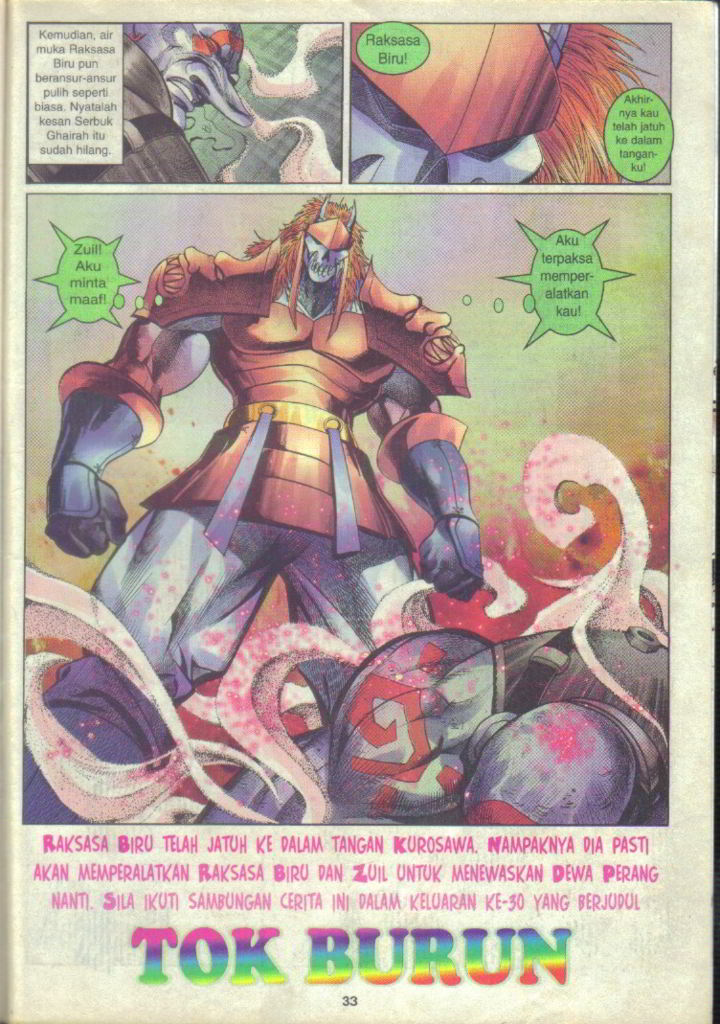 Kemudian, air
muka Raksasa
Biru pun
beransur-ansur
pulih seperti
biasa. Nyatalah
kesan Serbuk
Ghairah itu
sudah hilang.
Raksasa
Biru!
Akhir-
nya kau
telah jatuh
ke dalam
tangan-
ku!
Zuil!
Aku
minta
maaf!
Aku
terpaksa
memper-
alatkan
kau!
RAKSASA BIRU TELAH JATUH KE DALAM TANGAN KUROSAWA. NAMPAKNYA DIA PASTI
AKAN MEMPERALATKAN RAKSASA BIRU DAN ZUIL UNTUK MENEWASKAN DEWA PERANG
NANTI. SILA IKUTI SAMBUNGAN CERITA INI DALAM KELUARAN KE-30 YANG BERJUDUL
TOK BURUN
33